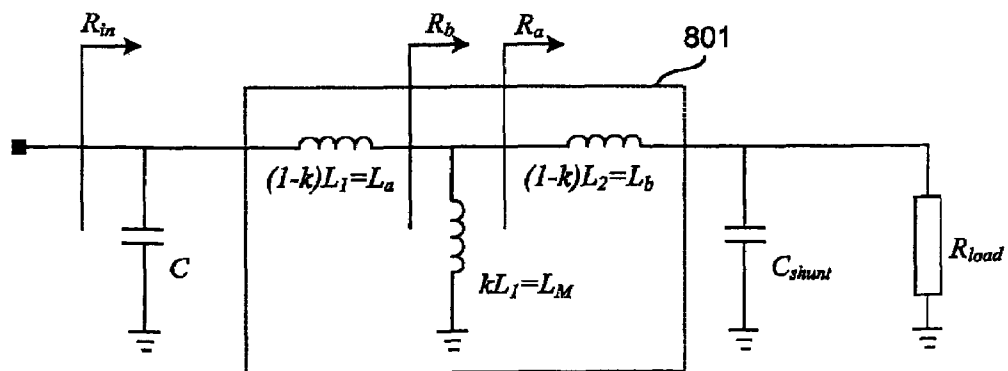 R_in
R_b
R_a
801
(1-k)L_1=L_a
(1-k)L_2=L_b
C
kL_1=L_M
C_shunt
R_load